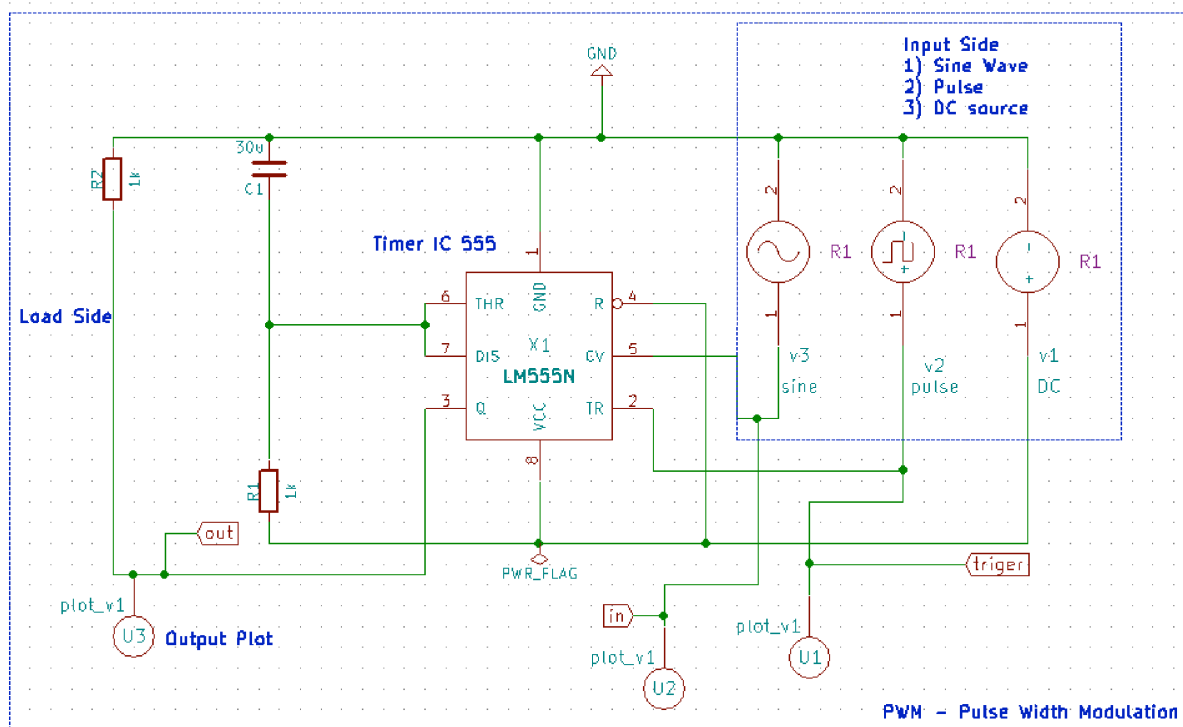 Input Side
1) Sine Wave
2) Pulse
3) DC source
GND
30u
C1
R2
1k
Timer IC 555
1
2
2
2
R1
R1
R1
Load Side
6
THR
GND
R
4
7
DIS
X1
CV
5
LM555N
3
Q
VCC
TR
2
8
1
1
1
v3
sine
v2
pulse
v1
DC
R1
1k
out
PWR_FLAG
triger
plot_v1
U3
Output Plot
in
plot_v1
U2
plot_v1
U1
PWM - Pulse Width Modulation